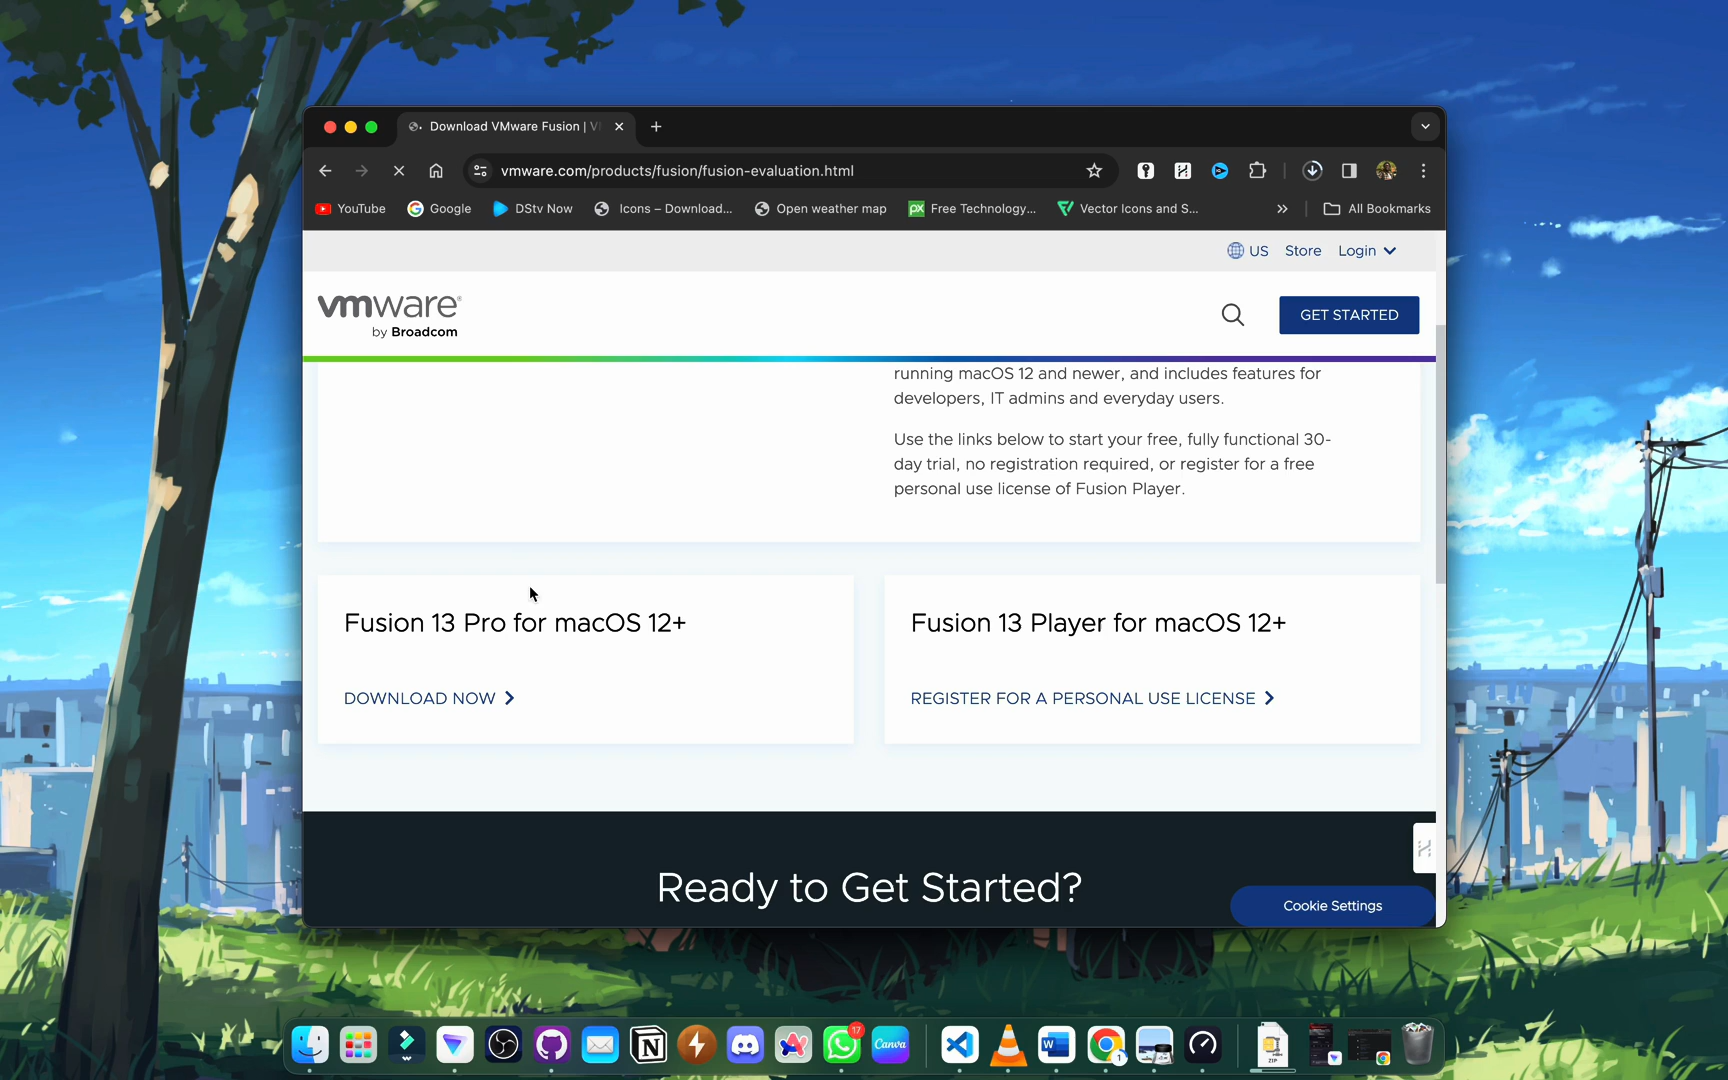 Download VMware Fusion | V
vmware.com/products/fusion/fusion-evaluation.html
YouTube
Google
DStv Now
Icons – Download...
Open weather map
px
Free Technology...
Vector Icons and S...
All Bookmarks
US
Store
Login
vmware®
by Broadcom
GET STARTED
running macOS 12 and newer, and includes features for
developers, IT admins and everyday users.
Use the links below to start your free, fully functional 30-
day trial, no registration required, or register for a free
personal use license of Fusion Player.
Fusion 13 Pro for macOS 12+
Fusion 13 Player for macOS 12+
DOWNLOAD NOW
REGISTER FOR A PERSONAL USE LICENSE
Ready to Get Started?
Cookie Settings
17
Canva
W
1
ZIP